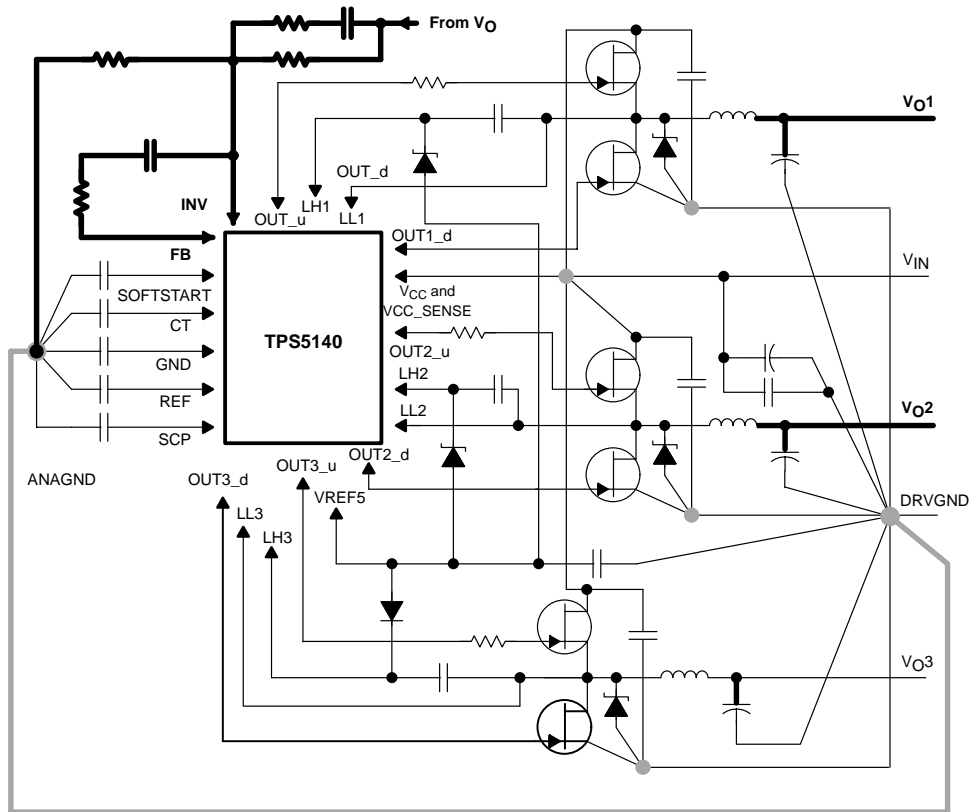 From VO
VO1
OUT_d
INV
OUT_u
LH1
LL1
OUT1_d
FB
VIN
SOFTSTART
VCC and
VCC_SENSE
CT
TPS5140
OUT2_u
GND
LH2
REF
LL2
VO2
SCP
OUT2_d
ANAGND
OUT3_d
OUT3_u
VREF5
DRVGND
LL3
LH3
VO3